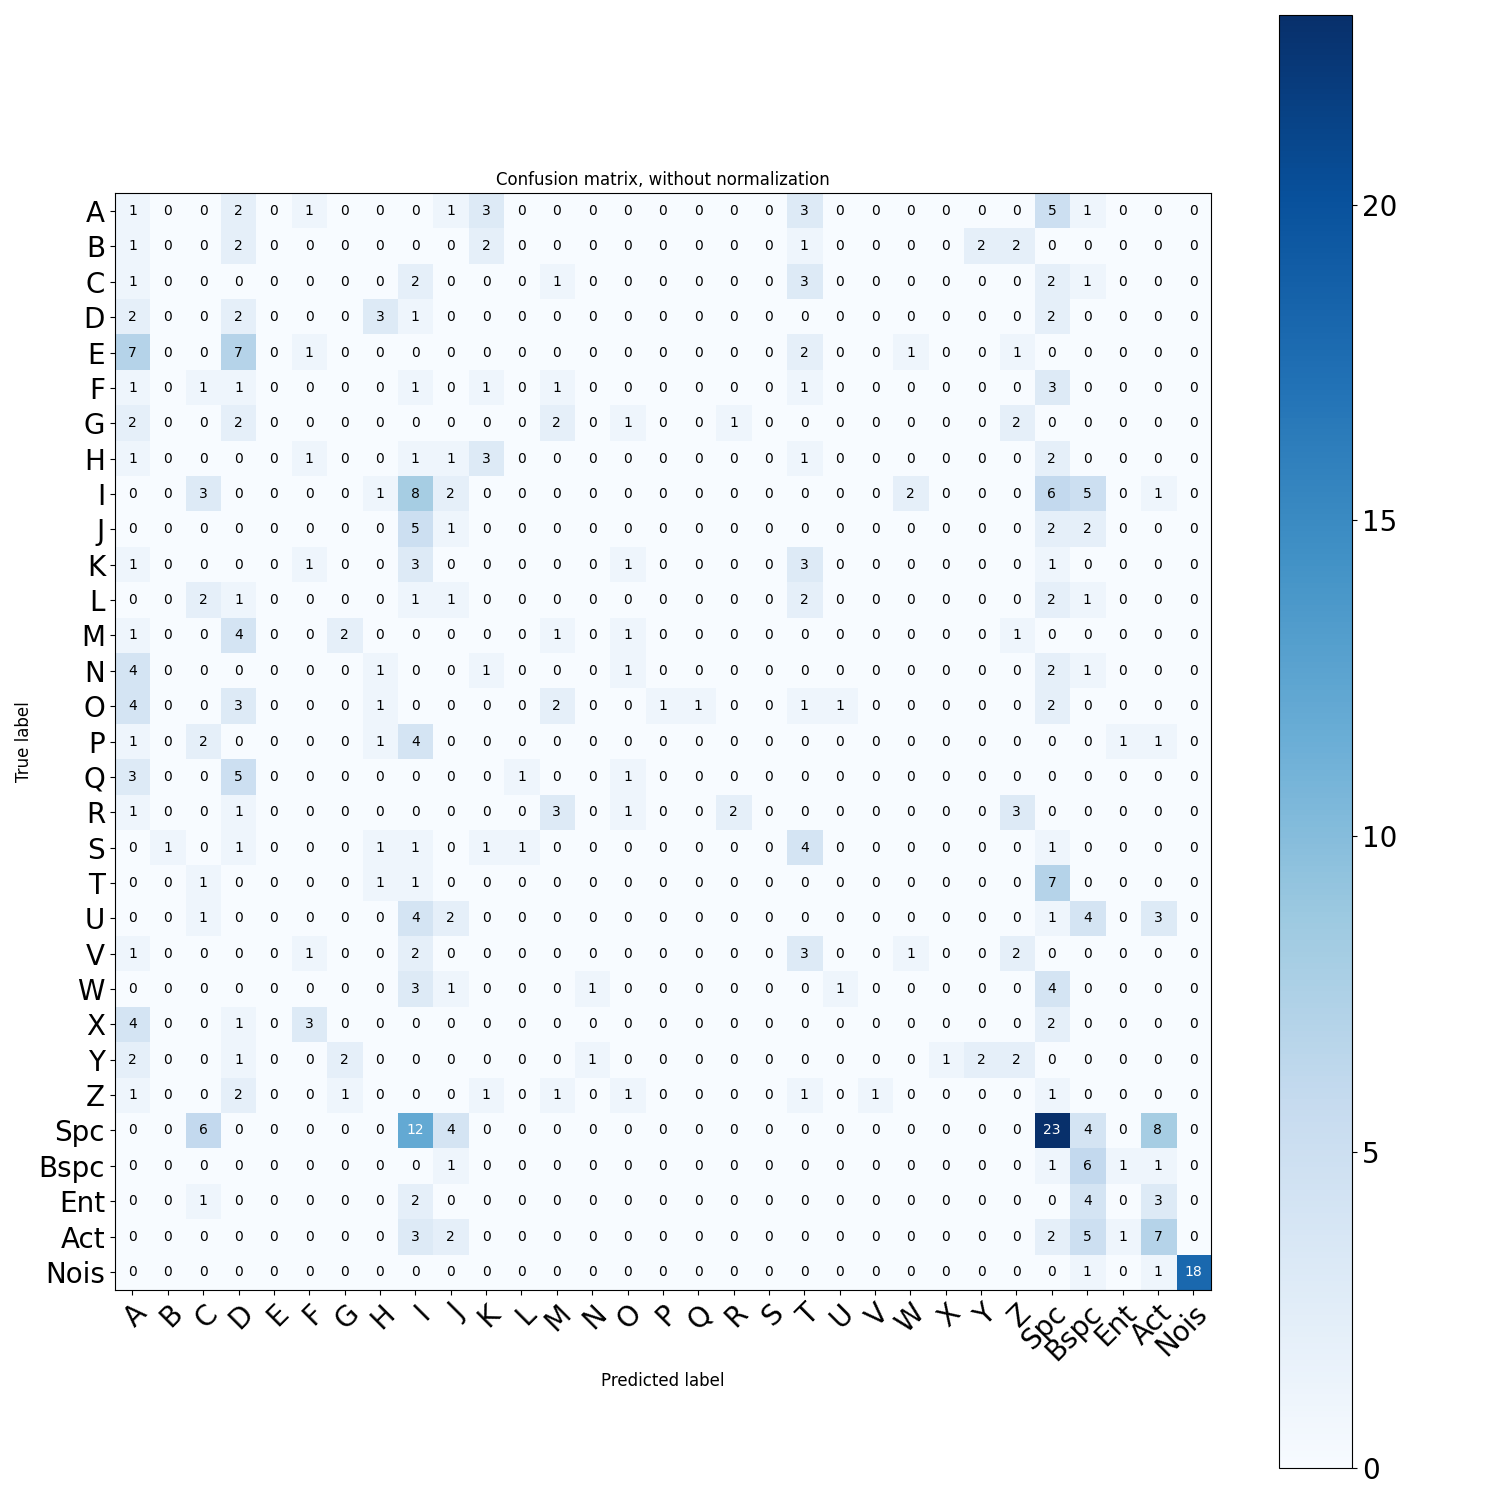 Confusion matrix, without normalization
True label
A 1 0 0 2 0 1 0 0 0 1 3 0 0 0 0 0 0 0 0 3 0 0 0 0 0 0 5 1 0 0 0
B 1 0 0 2 0 0 0 0 0 0 2 0 0 0 0 0 0 0 0 1 0 0 0 0 2 2 0 0 0 0 0
C 1 0 0 0 0 0 0 0 2 0 0 0 1 0 0 0 0 0 0 3 0 0 0 0 0 0 2 1 0 0 0
D 2 0 0 2 0 0 0 3 1 0 0 0 0 0 0 0 0 0 0 0 0 0 0 0 0 0 2 0 0 0 0
E 7 0 0 7 0 1 0 0 0 0 0 0 0 0 0 0 0 0 0 2 0 0 1 0 0 1 0 0 0 0 0
F 1 0 1 1 0 0 0 0 1 0 1 0 1 0 0 0 0 0 0 1 0 0 0 0 0 0 3 0 0 0 0
G 2 0 0 2 0 0 0 0 0 0 0 0 2 0 1 0 0 1 0 0 0 0 0 0 0 2 0 0 0 0 0
H 1 0 0 0 0 1 0 0 1 1 3 0 0 0 0 0 0 0 0 1 0 0 0 0 0 0 2 0 0 0 0
I 0 0 3 0 0 0 0 1 8 2 0 0 0 0 0 0 0 0 0 0 0 0 2 0 0 0 6 5 0 1 0
J 0 0 0 0 0 0 0 0 5 1 0 0 0 0 0 0 0 0 0 0 0 0 0 0 0 0 2 2 0 0 0
K 1 0 0 0 0 1 0 0 3 0 0 0 0 0 1 0 0 0 0 3 0 0 0 0 0 0 1 0 0 0 0
L 0 0 2 1 0 0 0 0 1 1 0 0 0 0 0 0 0 0 0 2 0 0 0 0 0 0 2 1 0 0 0
M 1 0 0 4 0 0 2 0 0 0 0 0 1 0 1 0 0 0 0 0 0 0 0 0 0 1 0 0 0 0 0
N 4 0 0 0 0 0 0 1 0 0 1 0 0 0 1 0 0 0 0 0 0 0 0 0 0 0 2 1 0 0 0
O 4 0 0 3 0 0 0 1 0 0 0 0 2 0 0 1 1 0 0 1 1 0 0 0 0 0 2 0 0 0 0
P 1 0 2 0 0 0 0 1 4 0 0 0 0 0 0 0 0 0 0 0 0 0 0 0 0 0 0 0 1 1 0
Q 3 0 0 5 0 0 0 0 0 0 0 1 0 0 1 0 0 0 0 0 0 0 0 0 0 0 0 0 0 0 0
R 1 0 0 1 0 0 0 0 0 0 0 0 3 0 1 0 0 2 0 0 0 0 0 0 0 3 0 0 0 0 0
S 0 1 0 1 0 0 0 1 1 0 1 1 0 0 0 0 0 0 0 4 0 0 0 0 0 0 1 0 0 0 0
T 0 0 1 0 0 0 0 1 1 0 0 0 0 0 0 0 0 0 0 0 0 0 0 0 0 0 7 0 0 0 0
U 0 0 1 0 0 0 0 0 4 2 0 0 0 0 0 0 0 0 0 0 0 0 0 0 0 0 1 4 0 3 0
V 1 0 0 0 0 1 0 0 2 0 0 0 0 0 0 0 0 0 0 3 0 0 1 0 0 2 0 0 0 0 0
W 0 0 0 0 0 0 0 0 3 1 0 0 0 1 0 0 0 0 0 0 1 0 0 0 0 0 4 0 0 0 0
X 4 0 0 1 0 3 0 0 0 0 0 0 0 0 0 0 0 0 0 0 0 0 0 0 0 0 2 0 0 0 0
Y 2 0 0 1 0 0 2 0 0 0 0 0 0 1 0 0 0 0 0 0 0 0 0 1 2 2 0 0 0 0 0
Z 1 0 0 2 0 0 1 0 0 0 1 0 1 0 1 0 0 0 0 1 0 1 0 0 0 0 1 0 0 0 0
Spc 0 0 6 0 0 0 0 0 12 4 0 0 0 0 0 0 0 0 0 0 0 0 0 0 0 0 23 4 0 8 0
Bspc 0 0 0 0 0 0 0 0 0 1 0 0 0 0 0 0 0 0 0 0 0 0 0 0 0 0 1 6 1 1 0
Ent 0 0 1 0 0 0 0 0 2 0 0 0 0 0 0 0 0 0 0 0 0 0 0 0 0 0 0 4 0 3 0
Act 0 0 0 0 0 0 0 0 3 2 0 0 0 0 0 0 0 0 0 0 0 0 0 0 0 0 2 5 1 7 0
Nois 0 0 0 0 0 0 0 0 0 0 0 0 0 0 0 0 0 0 0 0 0 0 0 0 0 0 0 1 0 1 18
A B C D E F G H I J K L M N O P Q R S T U V W X Y Z Spc Bspc Ent Act Nois
Predicted label
20
15
10
5
0